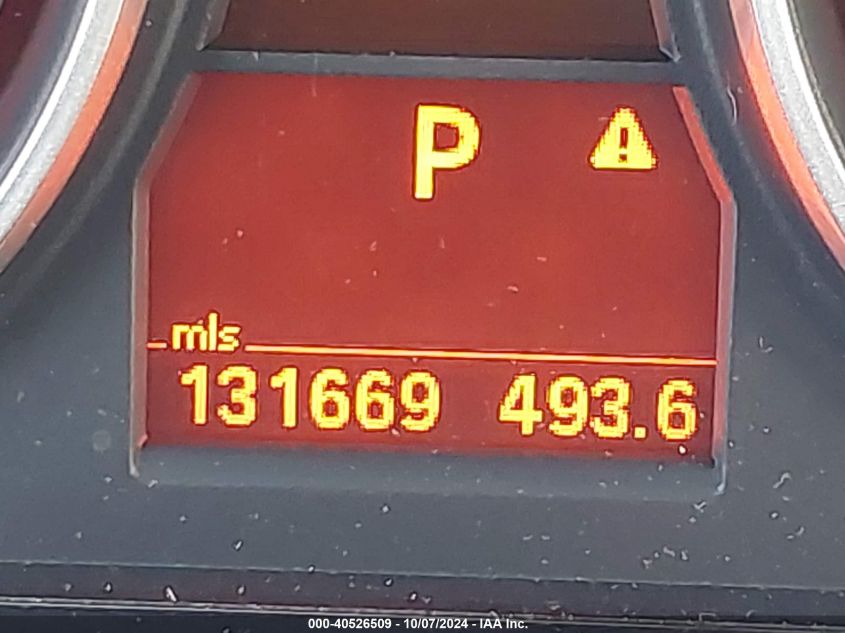 P
mls
131669 493.6
000-40526509 - 10/07/2024 - IAA Inc.